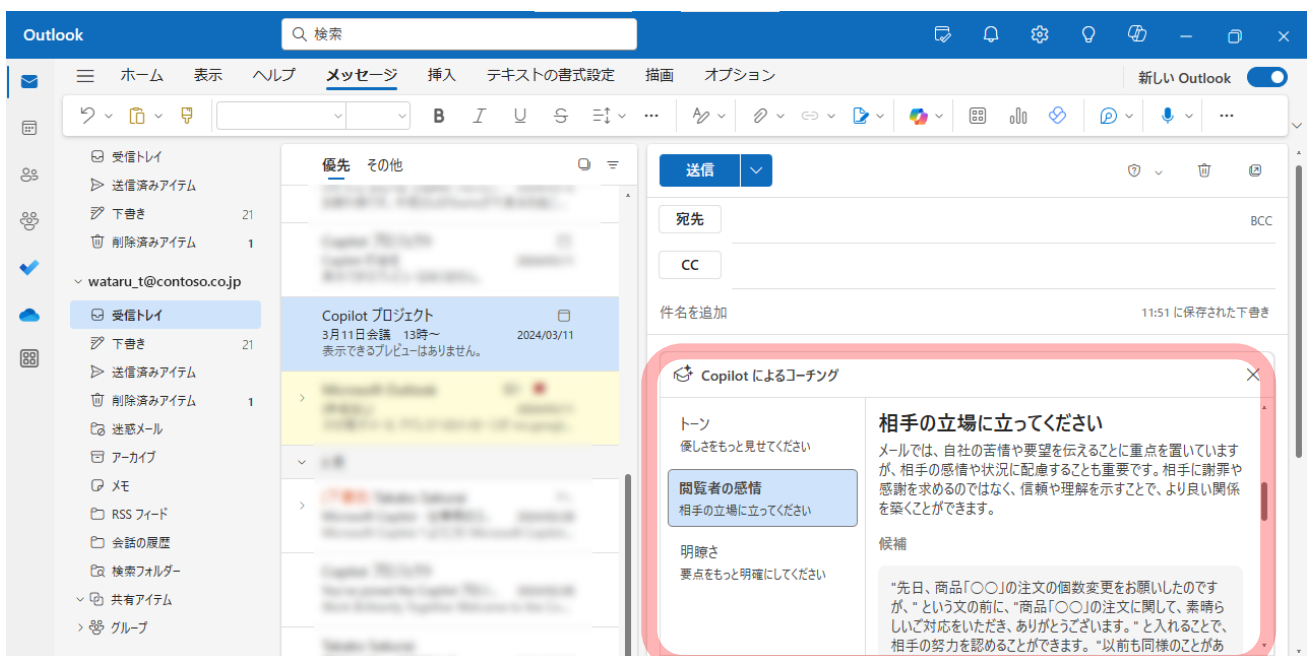 Outlook
検索
ホーム 表示 ヘルプ メッセージ 挿入 テキストの書式設定 描画 オプション
新しい Outlook
受信トレイ
送信済みアイテム
下書き 21
削除済みアイテム 1
wataru_t@contoso.co.jp
受信トレイ
下書き 21
送信済みアイテム
削除済みアイテム 1
迷惑メール
アーカイブ
メモ
RSS フィード
会話の履歴
検索フォルダー
共有アイテム
グループ
優先 その他
Copilot プロジェクト
3月11日会議 13時～ 2024/03/11
表示できるプレビューはありません。
送信
宛先
BCC
CC
件名を追加
11:51 に保存された下書き
Copilot によるコーチング
トーン
優しさをもっと見せてください
閲覧者の感情
相手の立場に立ってください
明瞭さ
要点をもっと明確にしてください
相手の立場に立ってください
メールでは、自社の苦情や要望を伝えることに重点を置いています
が、相手の感情や状況に配慮することも重要です。相手に謝罪や
感謝を求めるのではなく、信頼や理解を示すことで、より良い関係
を築くことができます。
候補
"先日、商品「〇〇」の注文の個数変更をお願いしたのです
が、" という文の前に、"商品「〇〇」の注文に関して、素晴ら
しいご対応をいただき、ありがとうございます。" と入れることで、
相手の努力を認めることができます。"以前も同様のことがあ